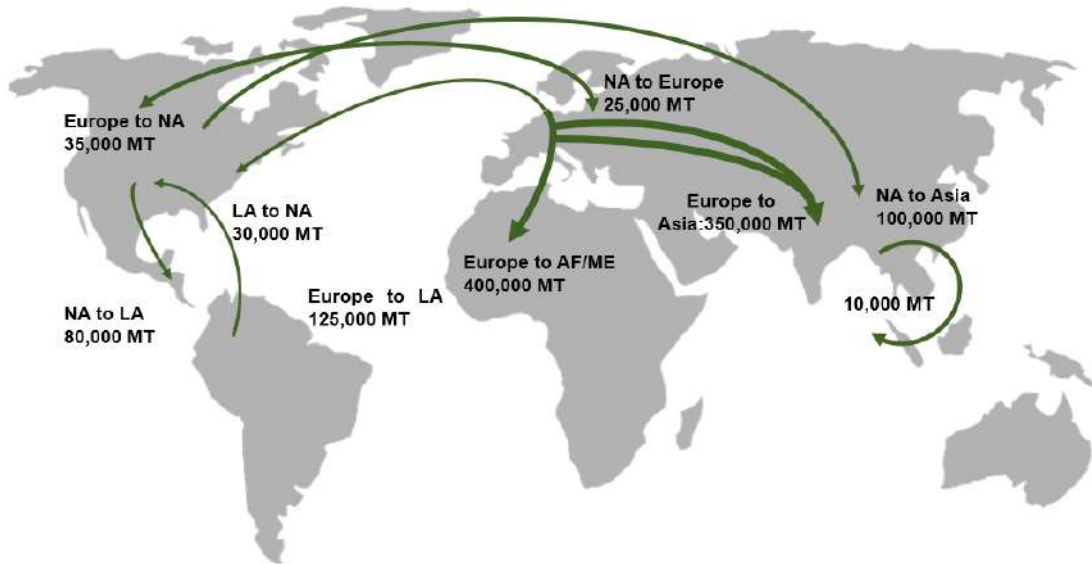 NA to Europe
25,000 MT
Europe to NA
35,000 MT
Europe to
Asia:350,000 MT
NA to Asia
100,000 MT
LA to NA
30,000 MT
Europe to AF/ME
400,000 MT
Europe to LA
125,000 MT
10,000 MT
NA to LA
80,000 MT